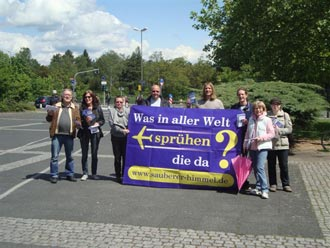 Was in aller Welt
sprühen
die da
?
www.sauberer-himmel.de